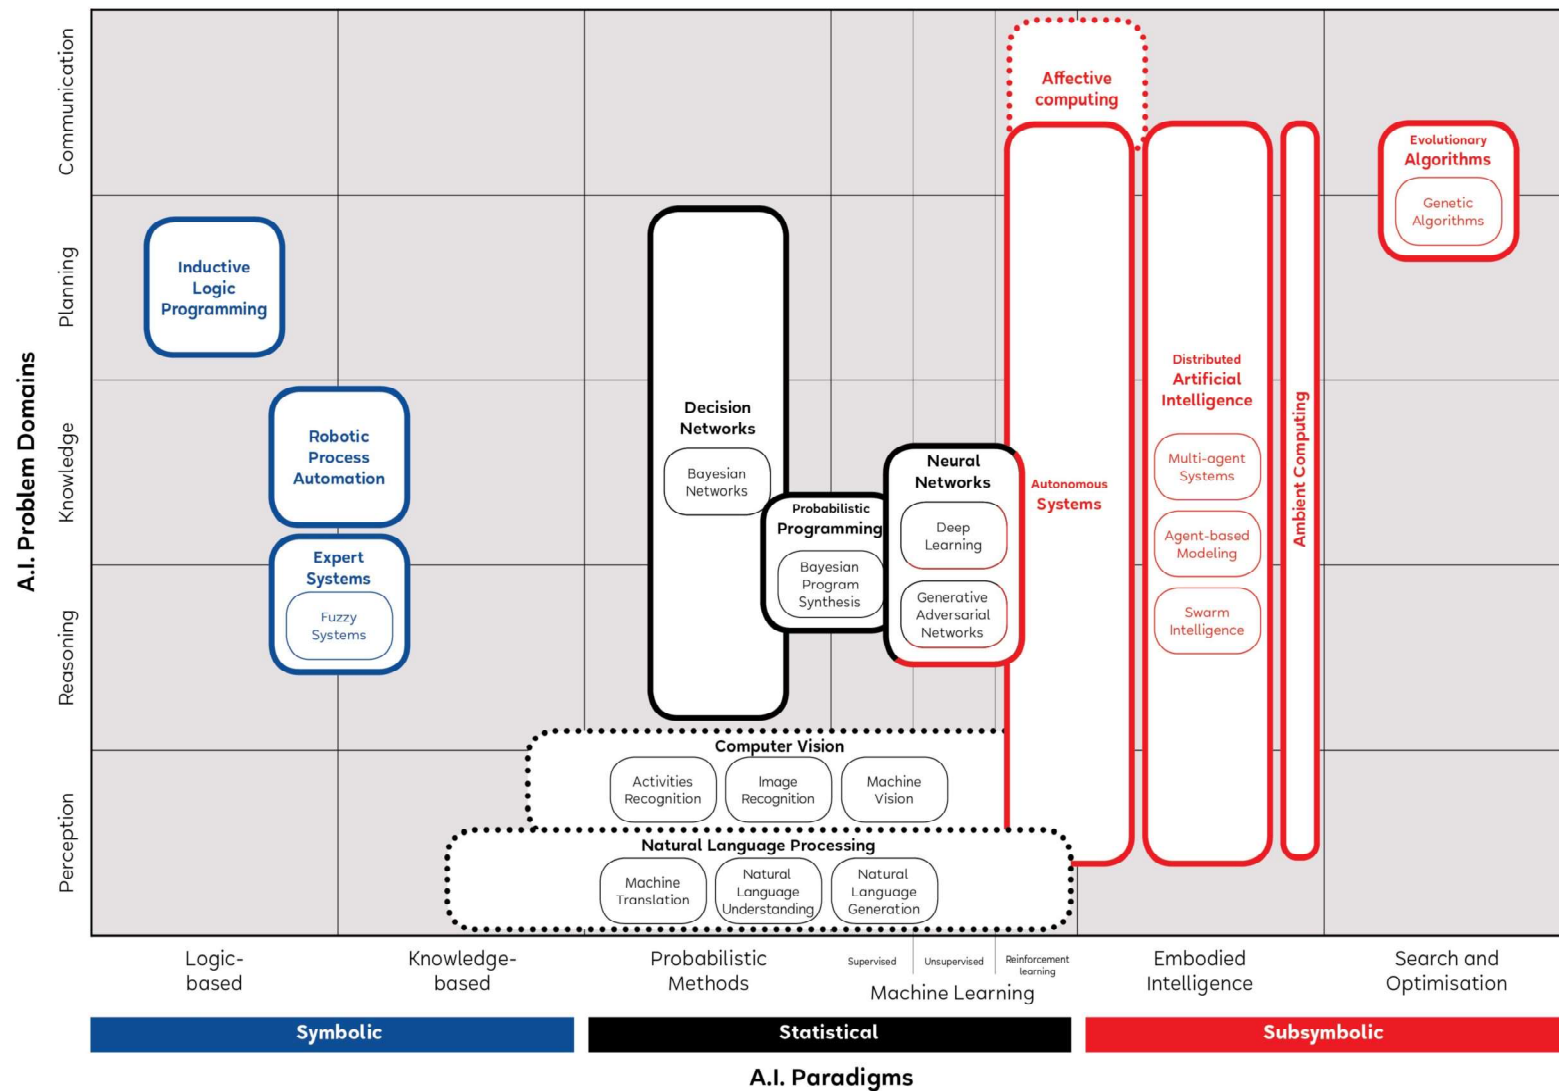 A.I. Problem Domains
Communication
Planning
Knowledge
Reasoning
Perception
Affective
computing
Evolutionary
Algorithms
Genetic
Algorithms
Inductive
Logic
Programming
Distributed
Artificial
Intelligence
Multi-agent
Systems
Agent-based
Modeling
Swarm
Intelligence
Ambient Computing
Decision
Networks
Bayesian
Networks
Robotic
Process
Automation
Neural
Networks
Deep
Learning
Generative
Adversarial
Networks
Autonomous
Systems
Probabilistic
Programming
Bayesian
Program
Synthesis
Expert
Systems
Fuzzy
Systems
Computer Vision
Activities
Recognition
Image
Recognition
Machine
Vision
Natural Language Processing
Machine
Translation
Natural
Language
Understanding
Natural
Language
Generation
Logic-
based
Knowledge-
based
Probabilistic
Methods
Supervised
Unsupervised
Reinforcement
learning
Machine Learning
Embodied
Intelligence
Search and
Optimisation
Symbolic
Statistical
Subsymbolic
A.I. Paradigms